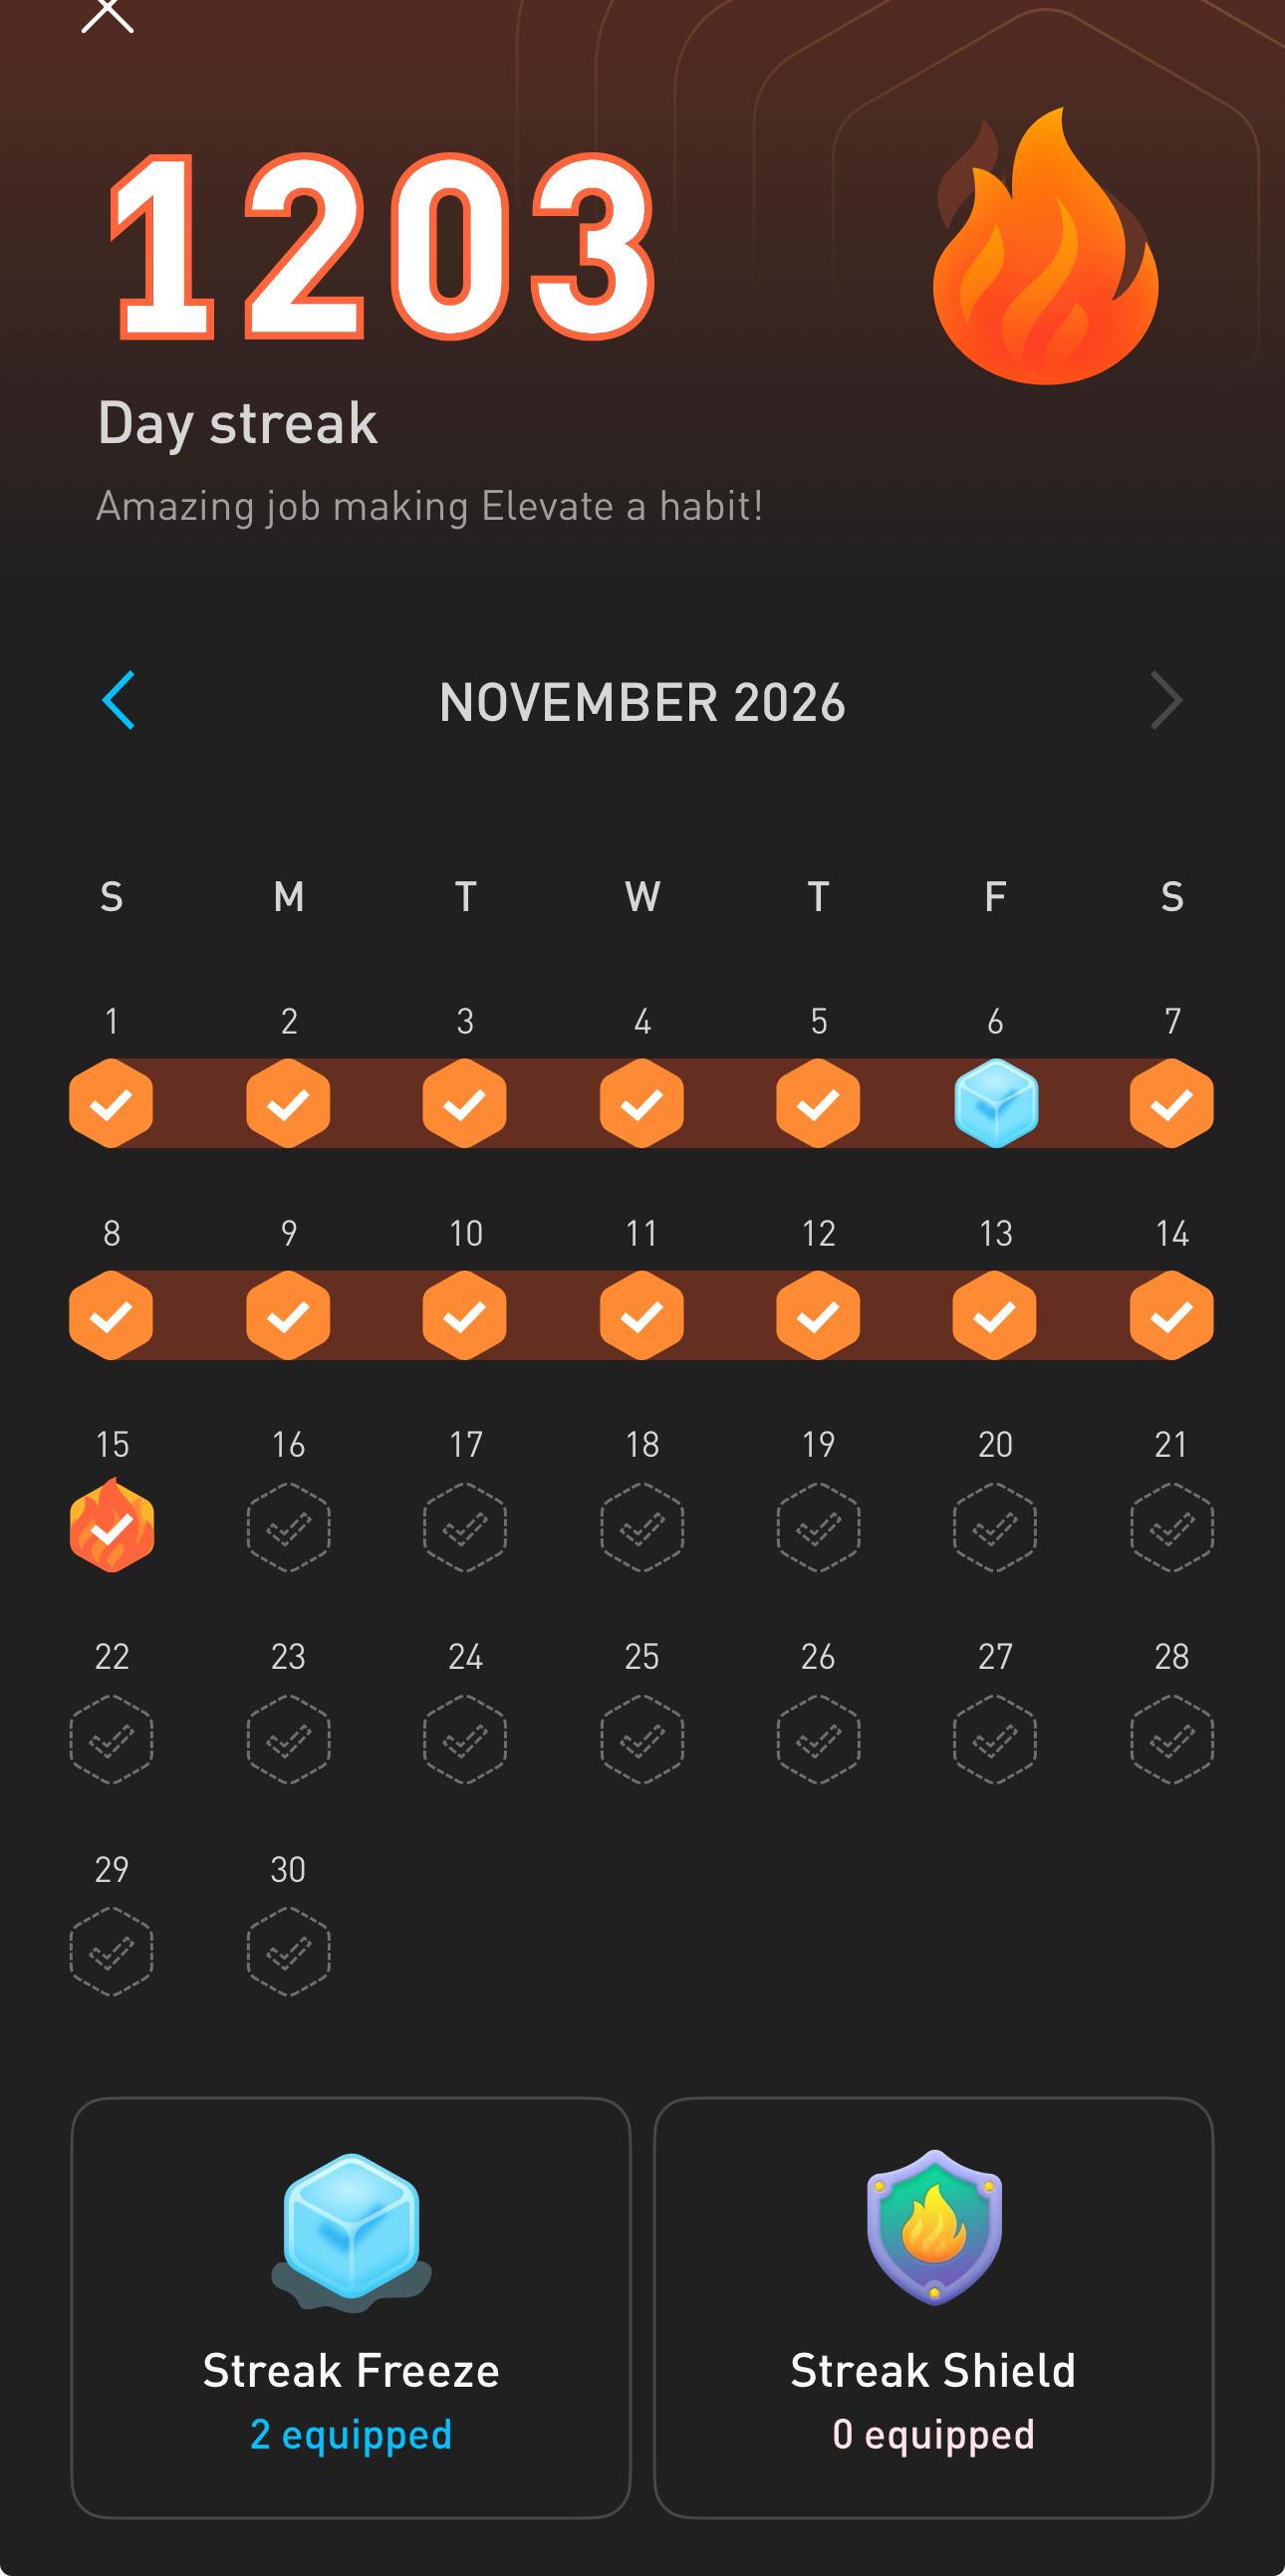 1203
Day streak
Amazing job making Elevate a habit!
NOVEMBER 2026
S M T W T F S
1 2 3 4 5 6 7
8 9 10 11 12 13 14
15 16 17 18 19 20 21
22 23 24 25 26 27 28
29 30
Streak Freeze
2 equipped
Streak Shield
0 equipped